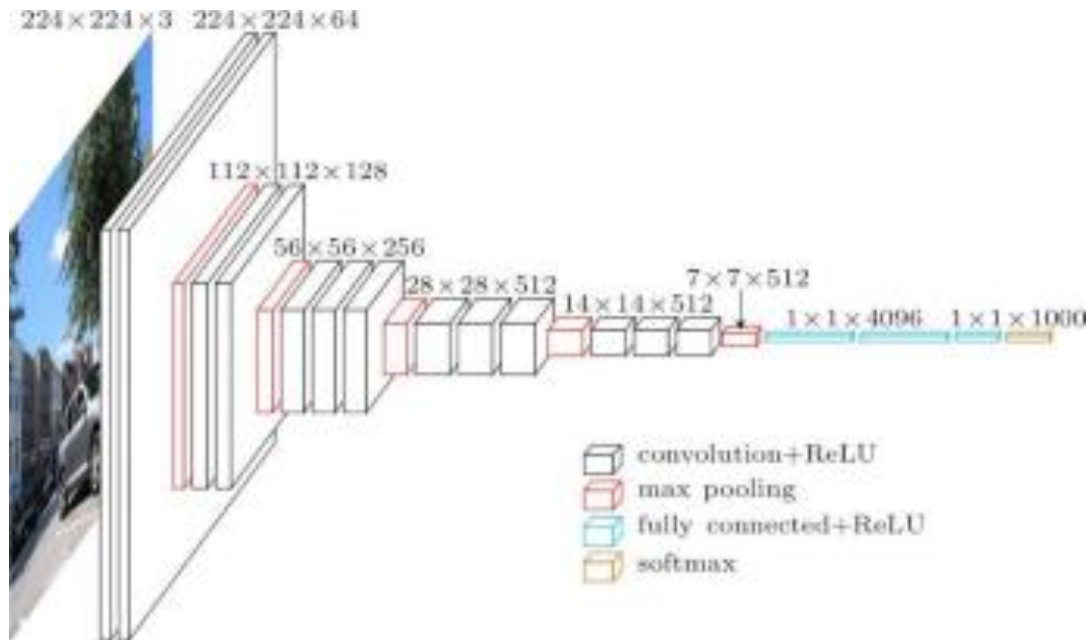 224×224×3
224×224×64
112×112×128
56×56×256
28×28×512
14×14×512
7×7×512
1×1×4096
1×1×1000
convolution+ReLU
max pooling
fully connected+ReLU
softmax